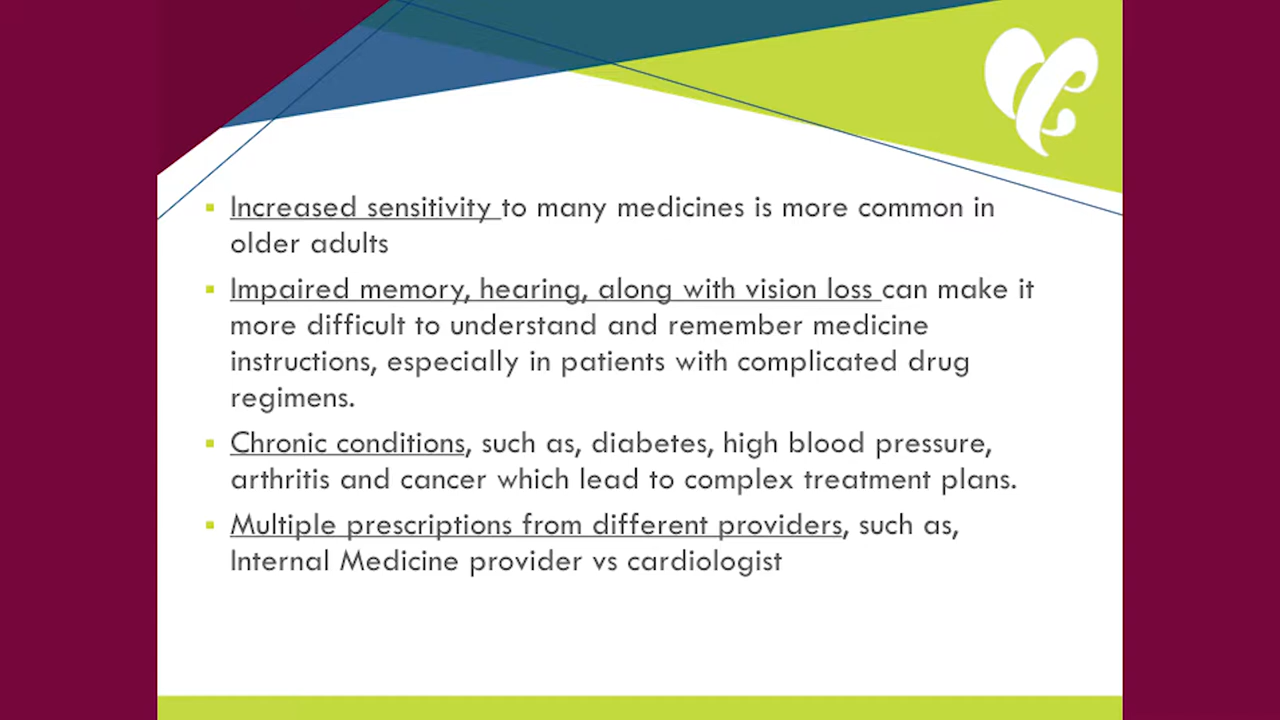 Increased sensitivity to many medicines is more common in
older adults
Impaired memory, hearing, along with vision loss can make it
more difficult to understand and remember medicine
instructions, especially in patients with complicated drug
regimens.
Chronic conditions, such as, diabetes, high blood pressure,
arthritis and cancer which lead to complex treatment plans.
Multiple prescriptions from different providers, such as,
Internal Medicine provider vs cardiologist